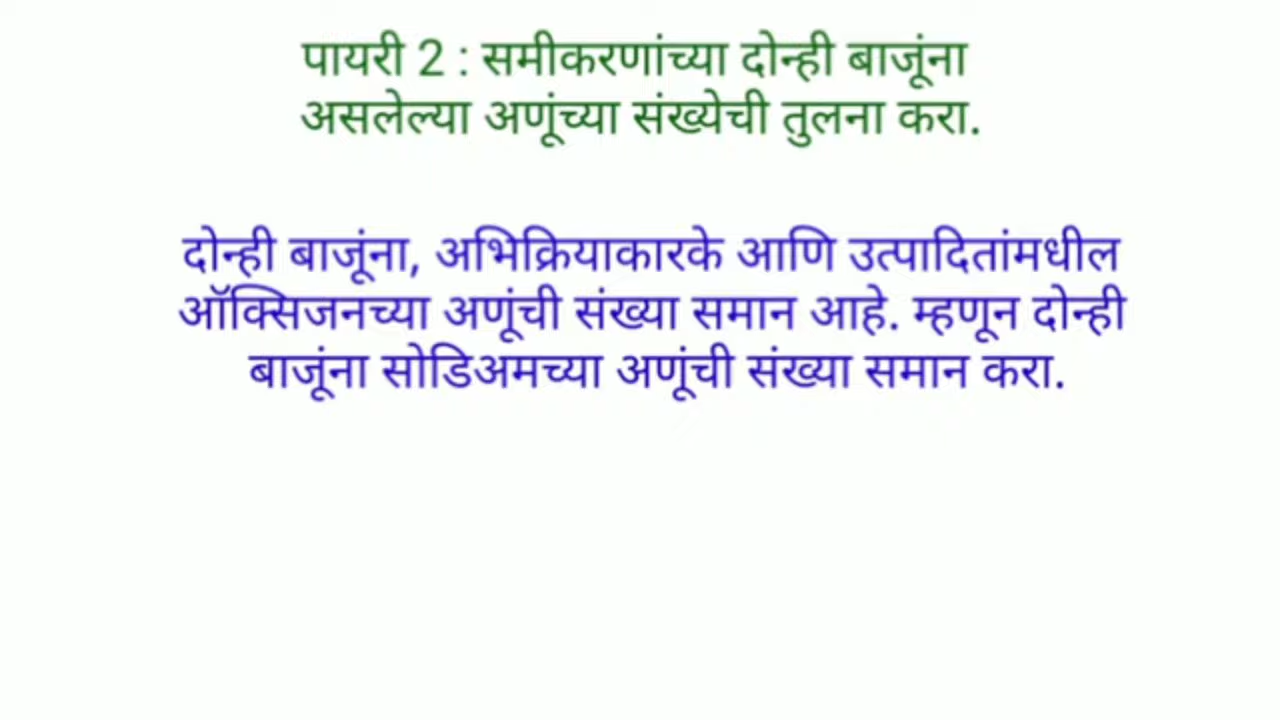 पायरी 2 : समीकरणांच्या दोन्ही बाजूंना
असलेल्या अणूंच्या संख्येची तुलना करा.
दोन्ही बाजूंना, अभिक्रियाकारके आणि उत्पादितांमधील
ऑक्सिजनच्या अणूंची संख्या समान आहे. म्हणून दोन्ही
बाजूंना सोडिअमच्या अणूंची संख्या समान करा.